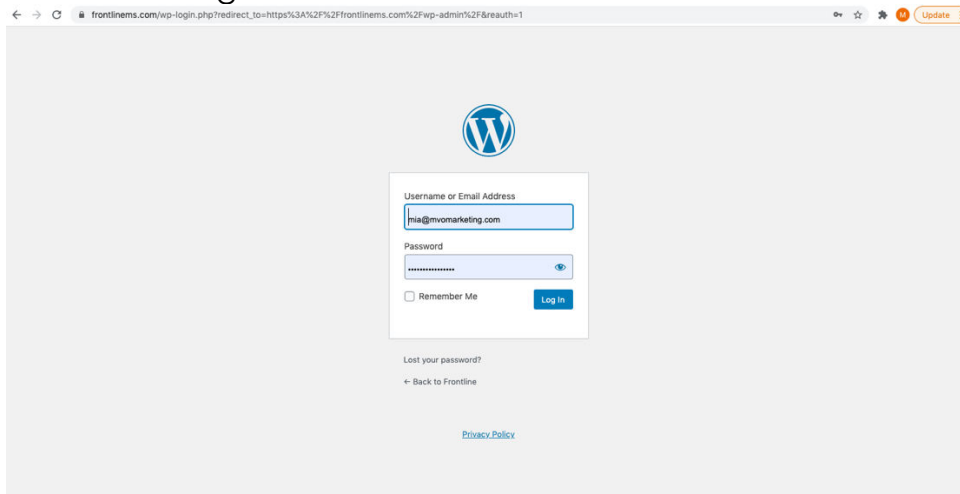 frontlinems.com/wp-login.php?redirect_to=https%3A%2F%2Ffrontlinems.com%2Fwp-admin%2F&reauth=1
M Update
Username or Email Address
mia@mvomarketing.com
Password
Remember Me
Log In
Lost your password?
← Back to Frontline
Privacy Policy